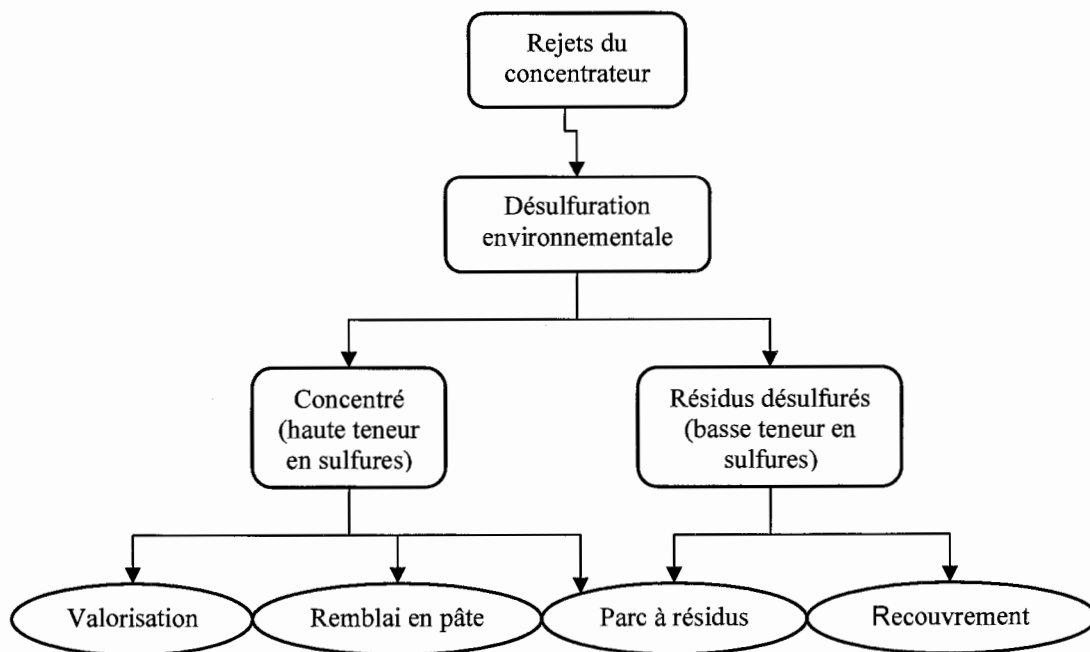 Rejets du
concentrateur
Désulfuration
environnementale
Concentré
(haute teneur
en sulfures)
Résidus désulfurés
(basse teneur en
sulfures)
Valorisation
Remblai en pâte
Parc à résidus
Recouvrement